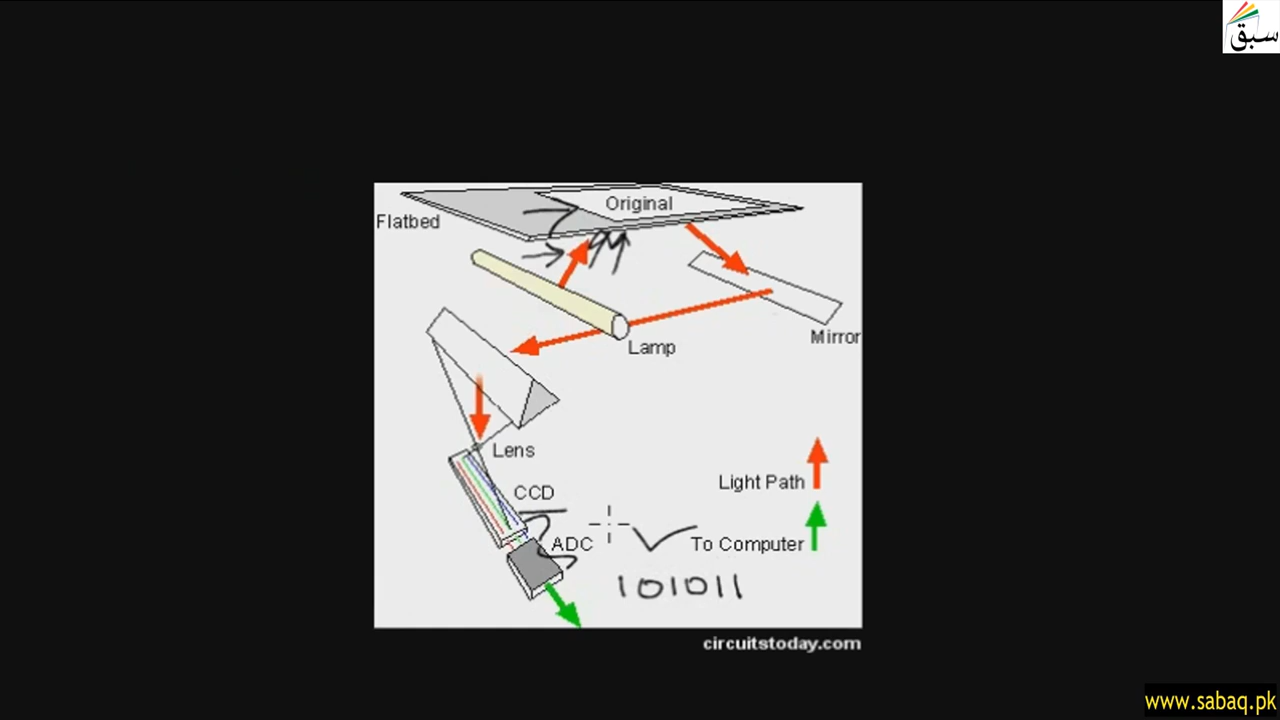 سبق
Original
Flatbed
Mirror
Lamp
Lens
Light Path
CCD
ADC
To Computer
101011
circuitstoday.com
www.sabaq.pk